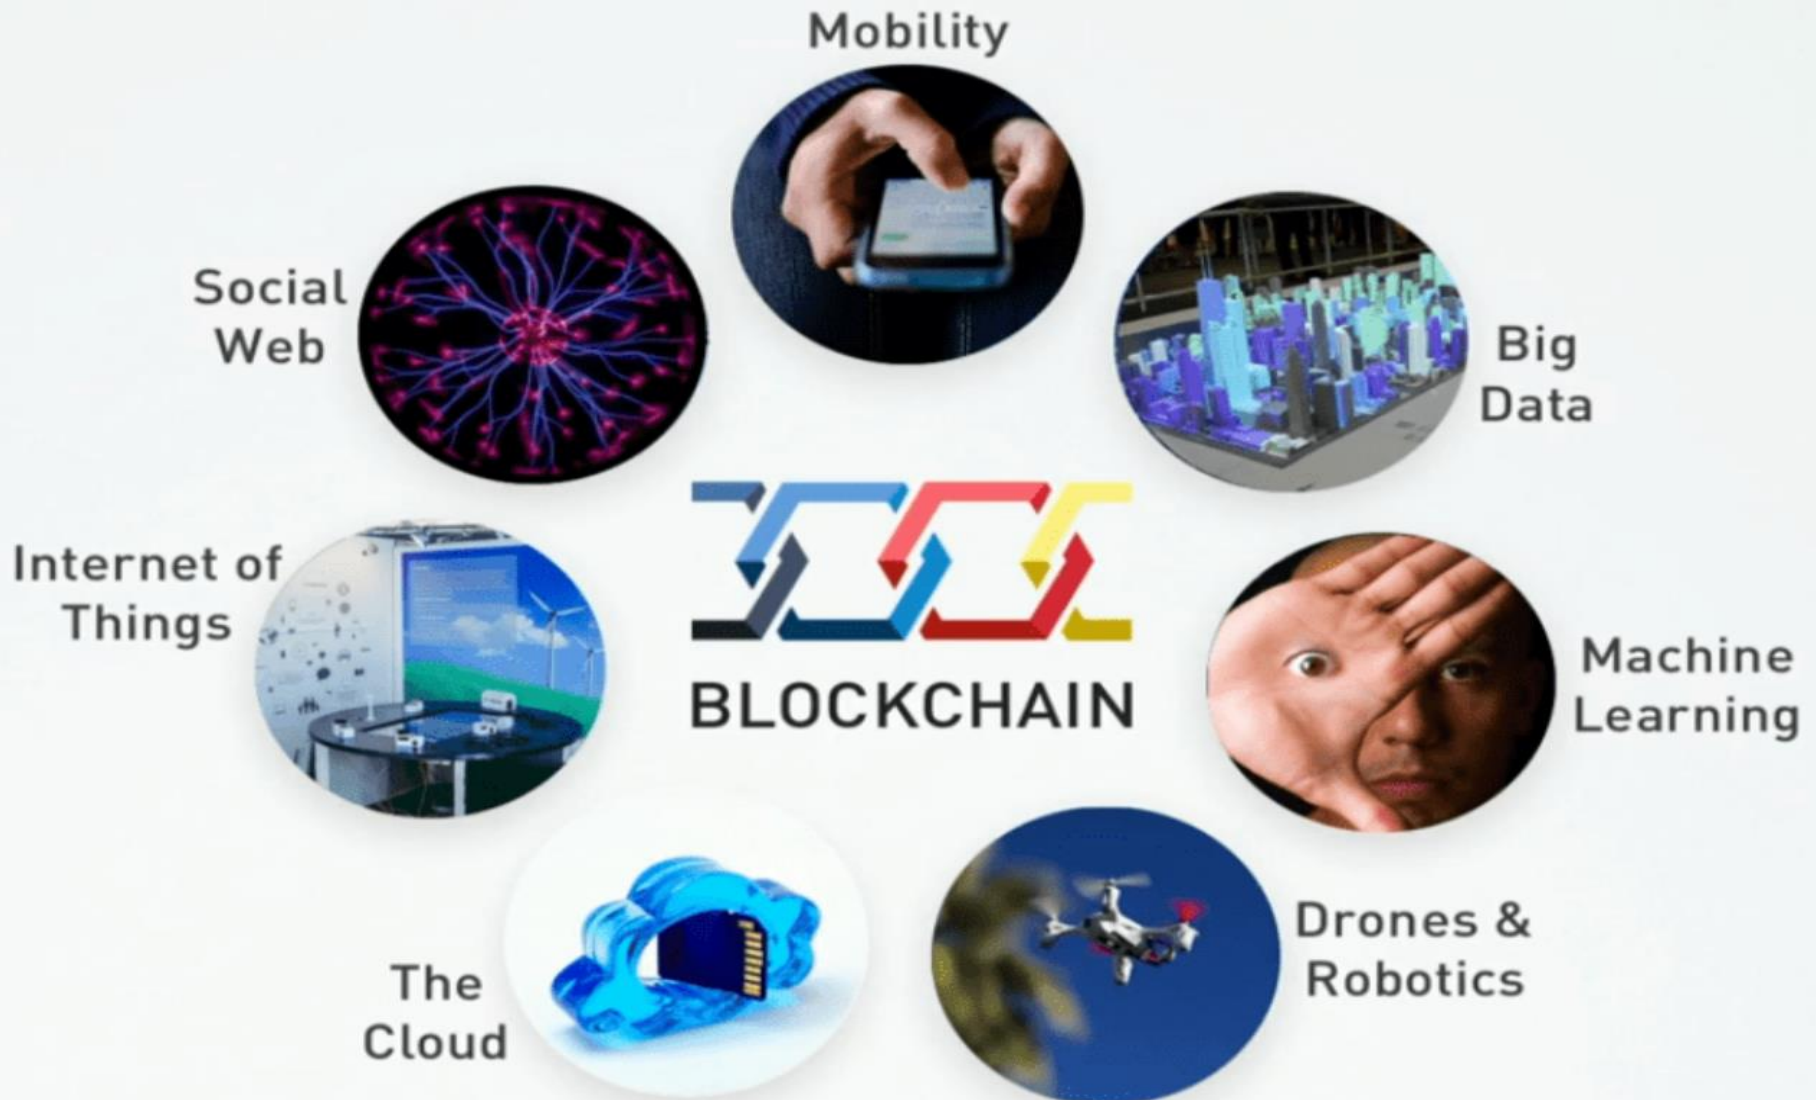 Mobility
Social
Web
Big
Data
Internet of
Things
BLOCKCHAIN
Machine
Learning
Drones &
Robotics
The
Cloud